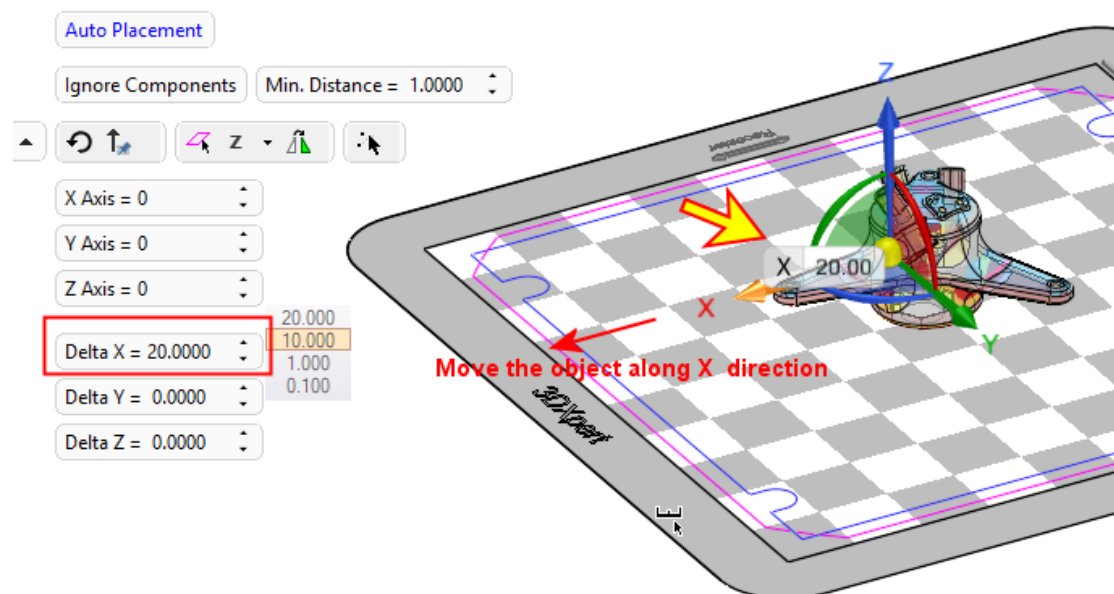 Auto Placement
Ignore Components
Min. Distance = 1.0000
Z
X Axis = 0
Y Axis = 0
Z Axis = 0
Delta X = 20.0000
Delta Y = 0.0000
Delta Z = 0.0000
20.000
10.000
1.000
0.100
Z
Recoater
X 20.00
X
Y
Move the object along X direction
3DXpert